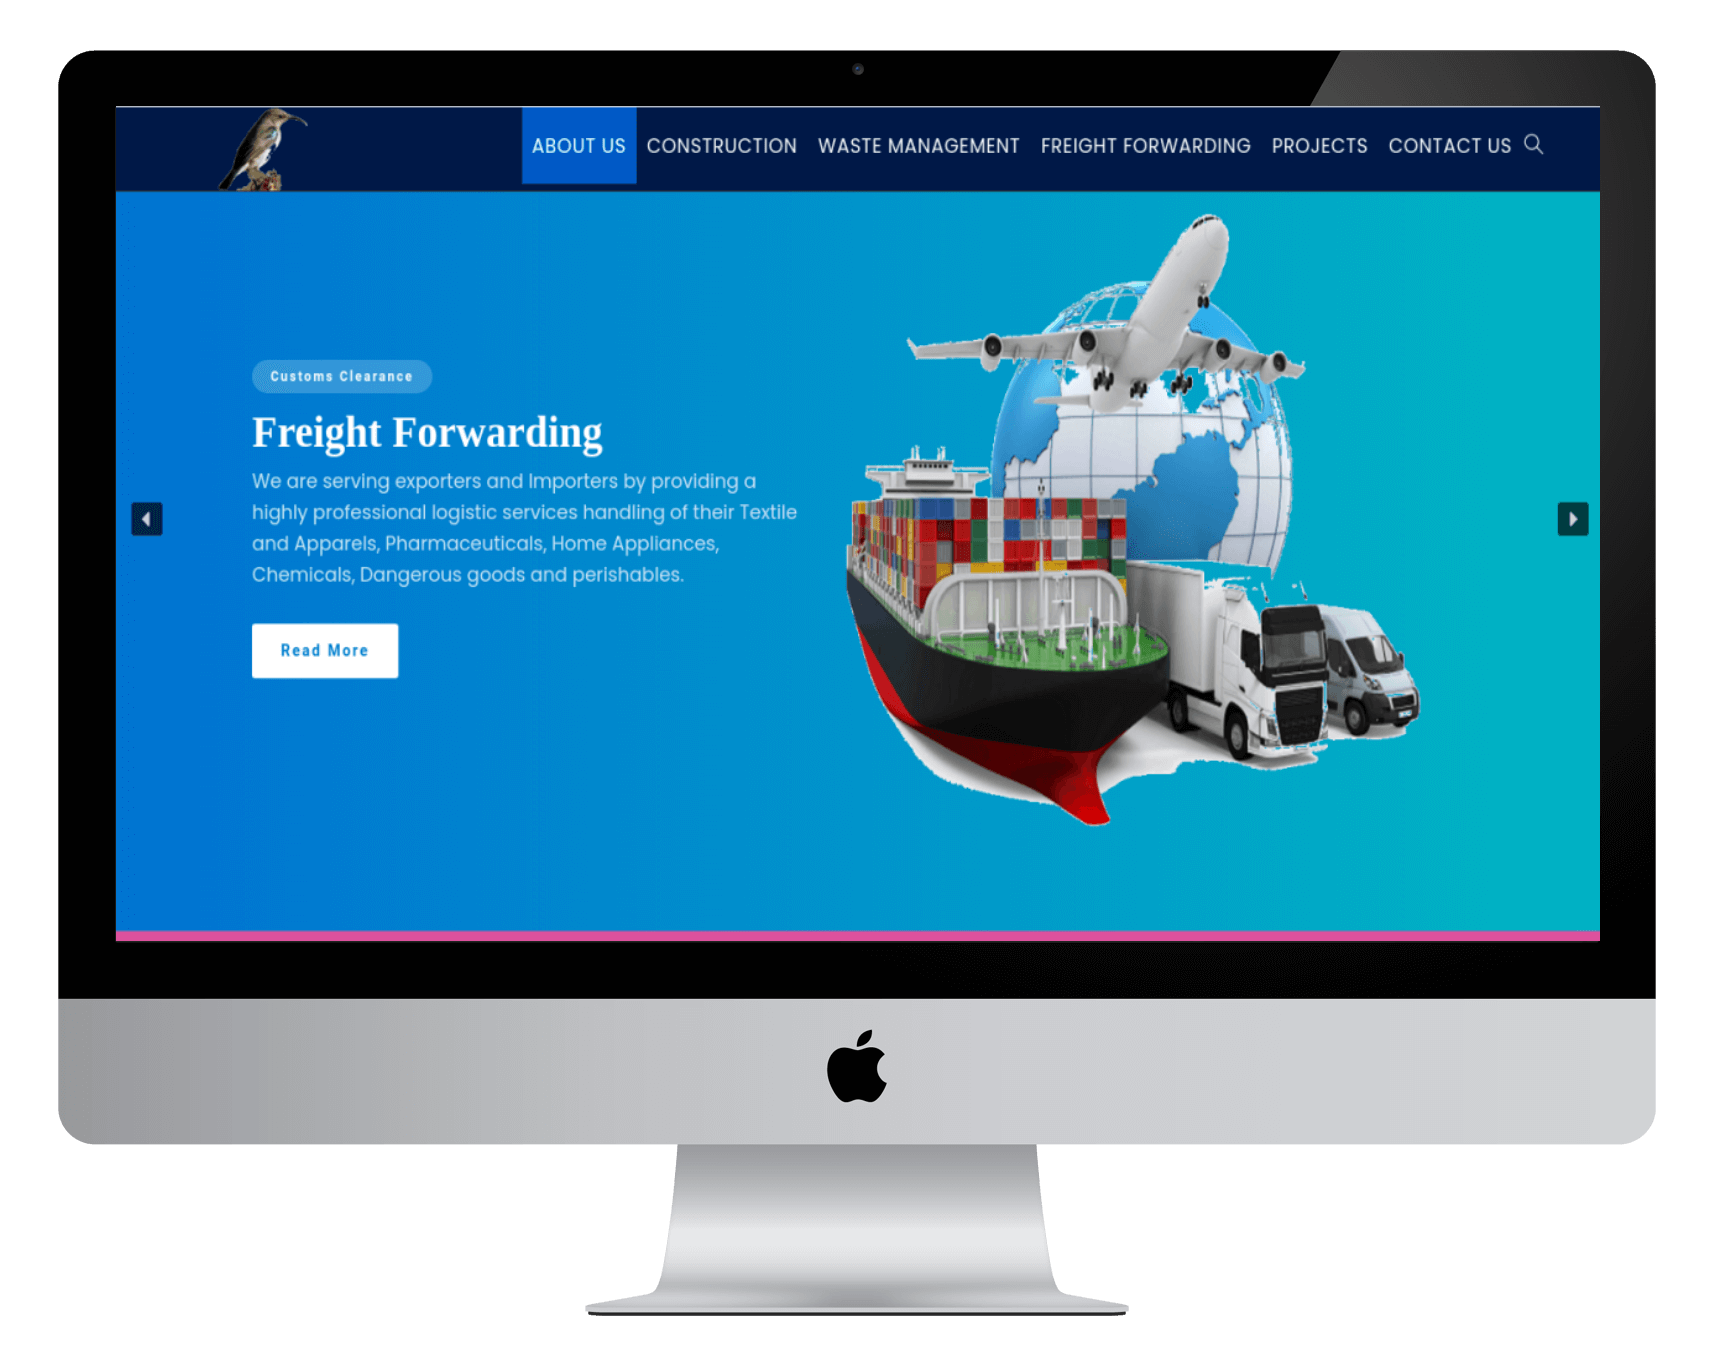 ABOUT US CONSTRUCTION WASTE MANAGEMENT FREIGHT FORWARDING PROJECTS CONTACT US
Customs Clearance
Freight Forwarding
We are serving exporters and Importers by providing a
highly professional logistic services handling of their Textile
and Apparels, Pharmaceuticals, Home Appliances,
Chemicals, Dangerous goods and perishables.
Read More